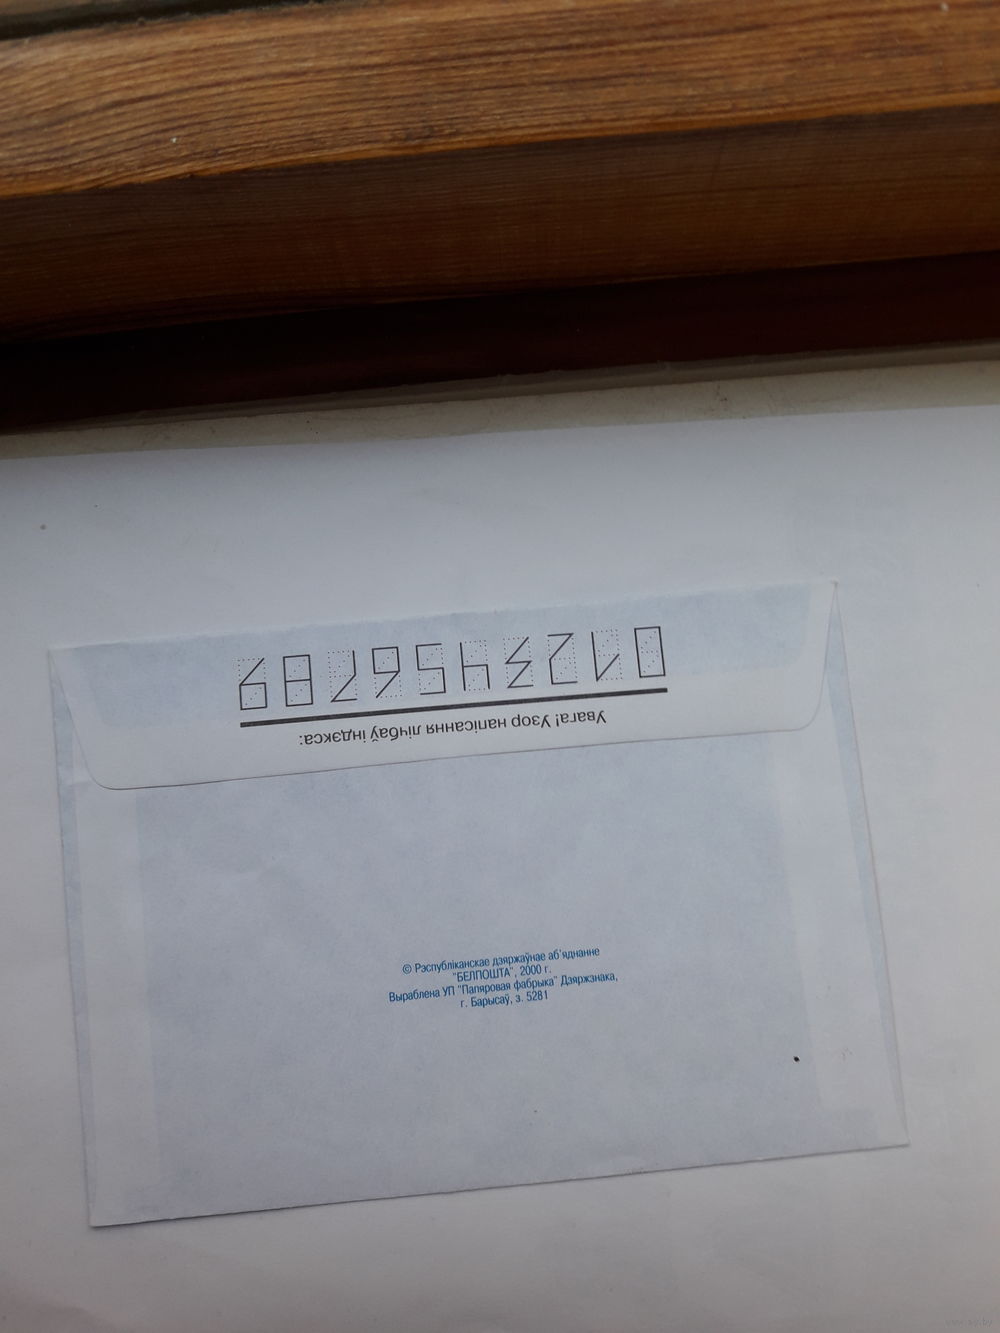 Увага! Узор напісання лічбаў індэкса:
0123456789
© Рэспубліканскае дзяржаўнае аб'яднанне
"БЕЛПОШТА", 2000 г.
Выраблена УП "Папяровая фабрыка" Дзяржзнака,
г. Барысаў, з. 5281